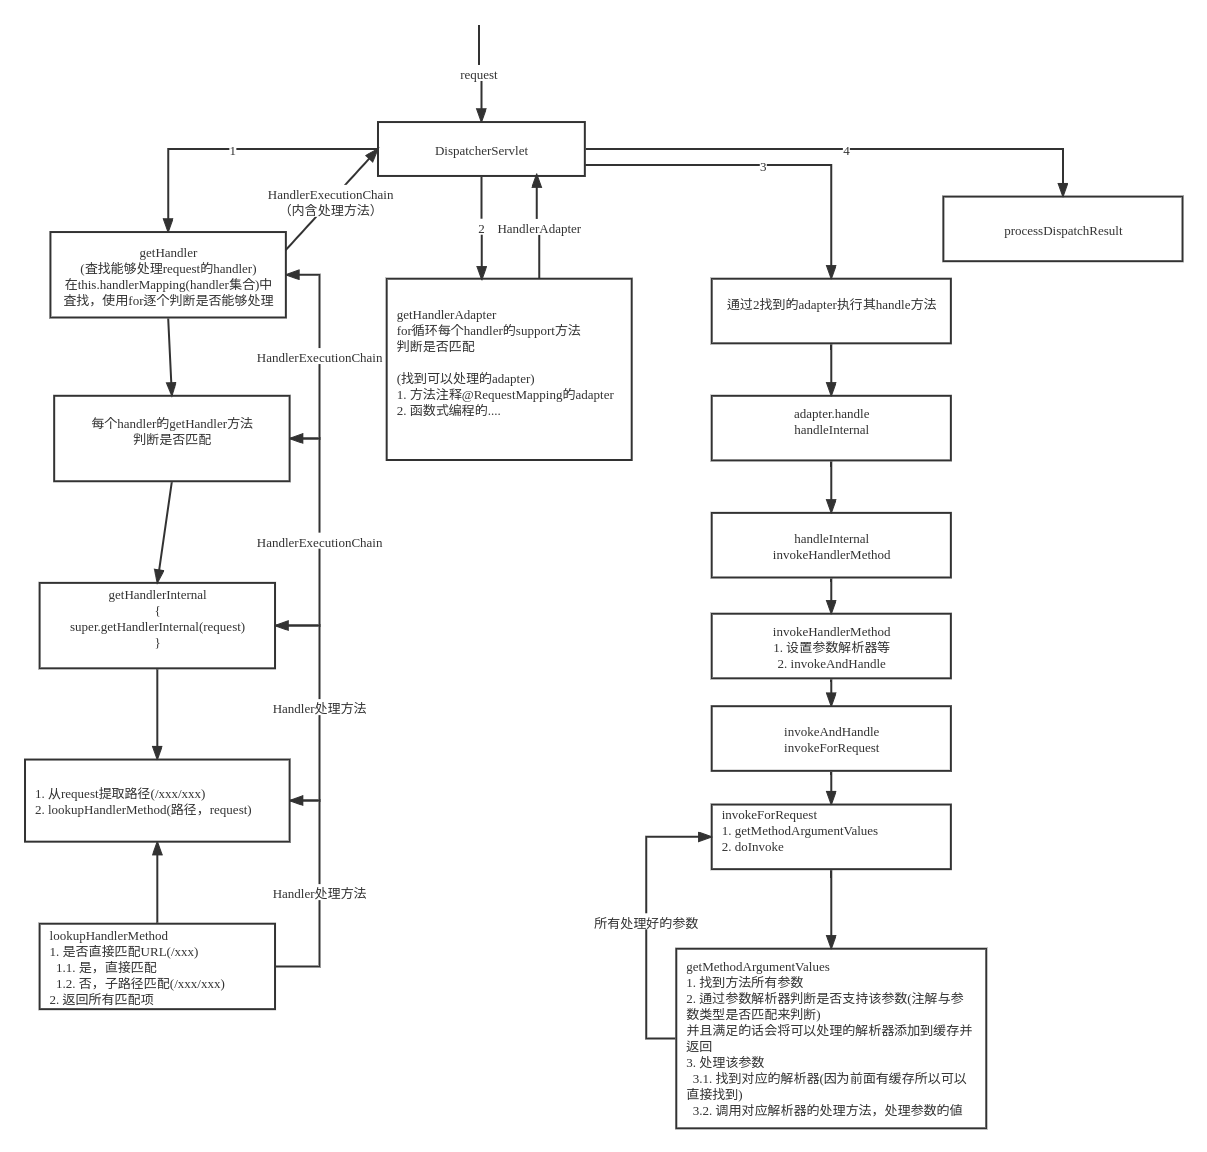 request
DispatcherServlet
1
4
3
HandlerExecutionChain
（内含处理方法）
2
HandlerAdapter
processDispatchResult
getHandler
(查找能够处理request的handler)
在this.handlerMapping(handler集合)中
查找，使用for逐个判断是否能够处理
HandlerExecutionChain
每个handler的getHandler方法
判断是否匹配
HandlerExecutionChain
getHandlerInternal
{
super.getHandlerInternal(request)
}
Handler处理方法
1. 从request提取路径(/xxx/xxx)
2. lookupHandlerMethod(路径，request)
Handler处理方法
lookupHandlerMethod
1. 是否直接匹配URL(/xxx)
1.1. 是，直接匹配
1.2. 否，子路径匹配(/xxx/xxx)
2. 返回所有匹配项
getHandlerAdapter
for循环每个handler的support方法
判断是否匹配
(找到可以处理的adapter)
1. 方法注释@RequestMapping的adapter
2. 函数式编程的....
通过2找到的adapter执行其handle方法
adapter.handle
handleInternal
handleInternal
invokeHandlerMethod
invokeHandlerMethod
1. 设置参数解析器等
2. invokeAndHandle
invokeAndHandle
invokeForRequest
invokeForRequest
1. getMethodArgumentValues
2. doInvoke
所有处理好的参数
getMethodArgumentValues
1. 找到方法所有参数
2. 通过参数解析器判断是否支持该参数(注解与参
数类型是否匹配来判断)
并且满足的话会将可以处理的解析器添加到缓存并
返回
3. 处理该参数
3.1. 找到对应的解析器(因为前面有缓存所以可以
直接找到)
3.2. 调用对应解析器的处理方法，处理参数的値